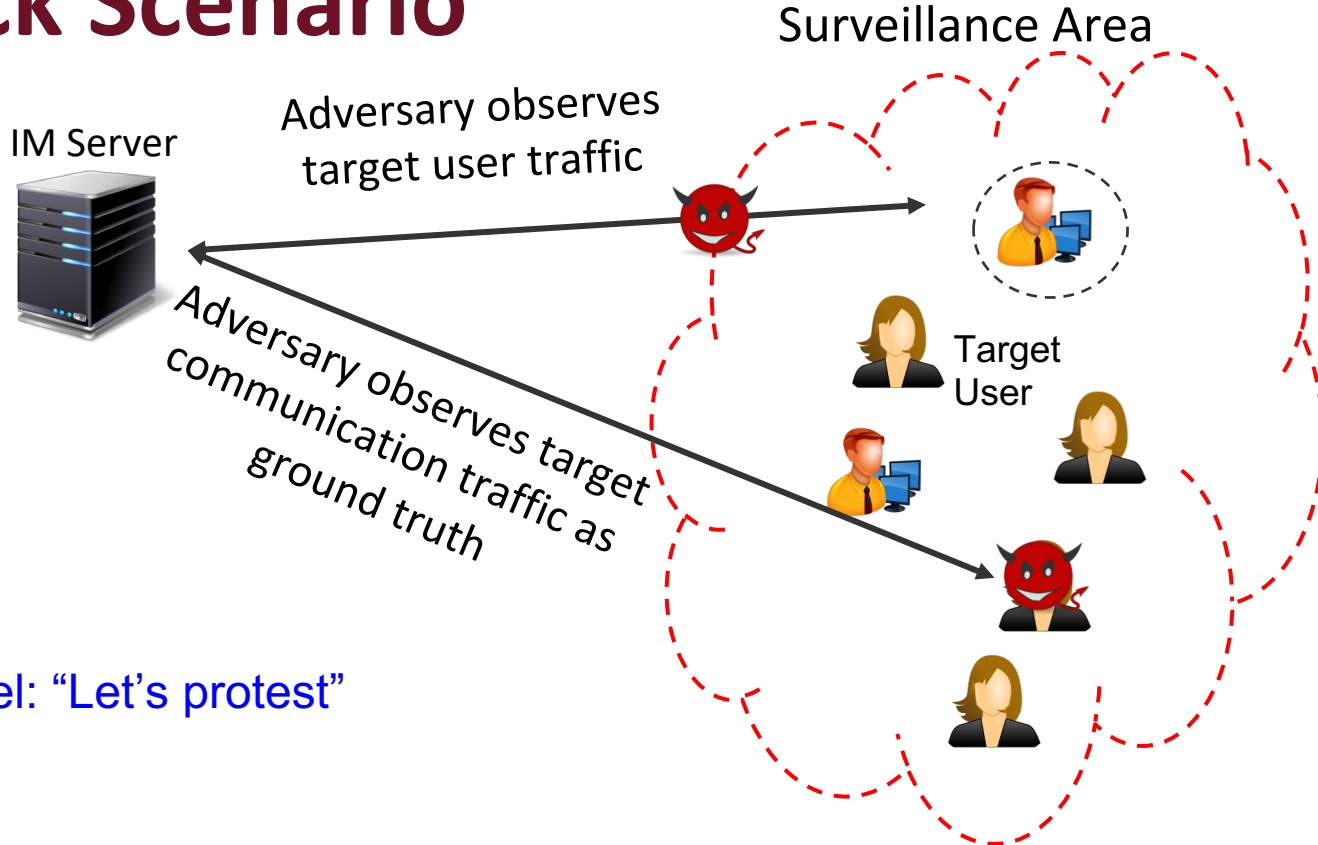 ck Scenario
Surveillance Area
Adversary observes
target user traffic
IM Server
Adversary observes target
communication traffic as
ground truth
Target
User
el: “Let’s protest”